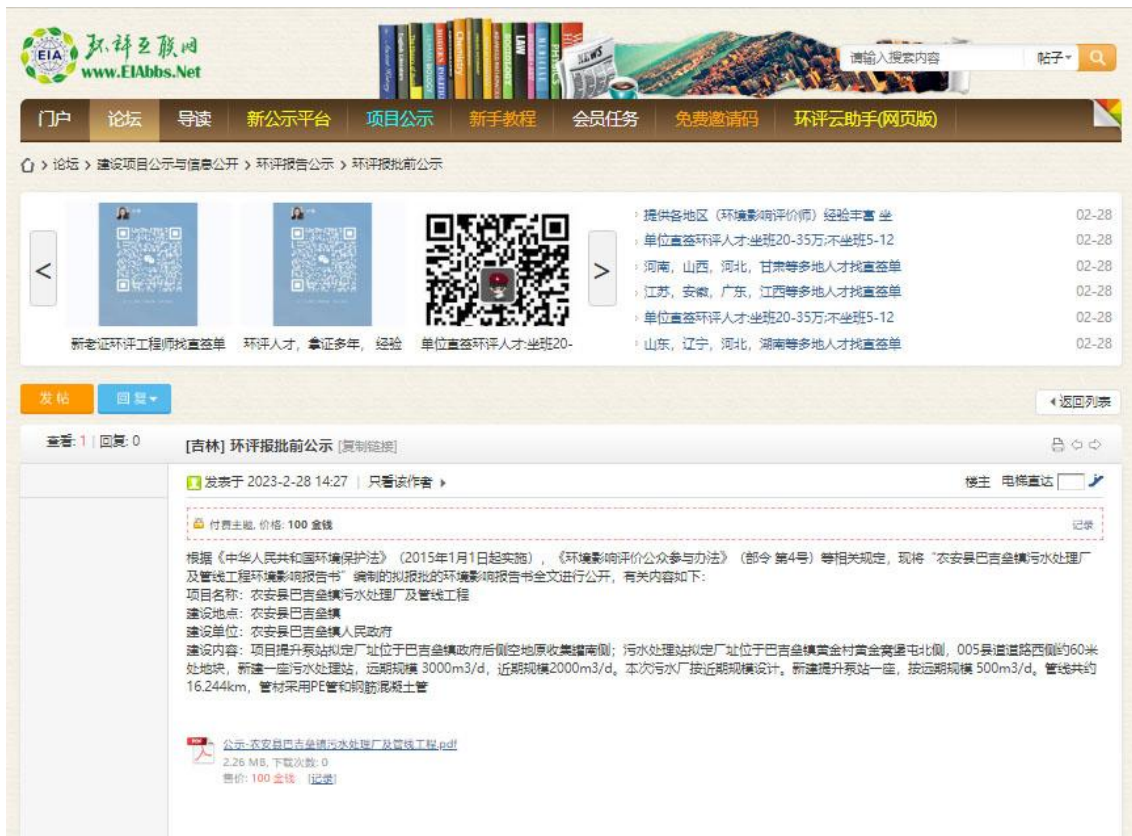 EIA
环评互联网
www.EIAbbs.Net
NEWS
请输入搜索内容
帖子
门户 论坛 导读 新公示平台 项目公示 新手教程 会员任务 免费邀请码 环评云助手(网页版)
论坛 › 建设项目公示与信息公开 › 环评报告公示 › 环评报批前公示
<
>
新老证环评工程师找直签单
环评人才，拿证多年，经验
单位直签环评人才:坐班20-
提供各地区（环境影响评价师）经验丰富 坐 02-28
单位直签环评人才:坐班20-35万;不坐班5-12 02-28
河南，山西，河北，甘肃等多地人才找直签单 02-28
江苏，安徽，广东，江西等多地人才找直签单 02-28
单位直签环评人才:坐班20-35万;不坐班5-12 02-28
山东，辽宁，河北，湖南等多地人才找直签单 02-28
发帖 回复
返回列表
查看: 1 | 回复: 0
[吉林] 环评报批前公示 [复制链接]
发表于 2023-2-28 14:27 | 只看该作者
楼主 电梯直达
付费主题, 价格: 100 金钱 记录
根据《中华人民共和国环境保护法》（2015年1月1日起实施），《环境影响评价公众参与办法》（部令 第4号）等相关规定，现将“农安县巴吉垒镇污水处理厂
及管线工程环境影响报告书”编制的拟报批的环境影响报告书全文进行公开，有关内容如下：
项目名称：农安县巴吉垒镇污水处理厂及管线工程
建设地点：农安县巴吉垒镇
建设单位：农安县巴吉垒镇人民政府
建设内容：项目提升泵站拟定厂址位于巴吉垒镇政府后侧空地原收集罐南侧；污水处理站拟定厂址位于巴吉垒镇黄金村黄金窝堡屯北侧，005县道道路西侧约60米
处地块，新建一座污水处理站，远期规模 3000m3/d，近期规模2000m3/d。本次污水厂按近期规模设计。新建提升泵站一座，按远期规模 500m3/d。管线共约
16.244km，管材采用PE管和钢筋混凝土管
公示-农安县巴吉垒镇污水处理厂及管线工程.pdf
2.26 MB, 下载次数: 0
售价: 100 金钱 [记录]